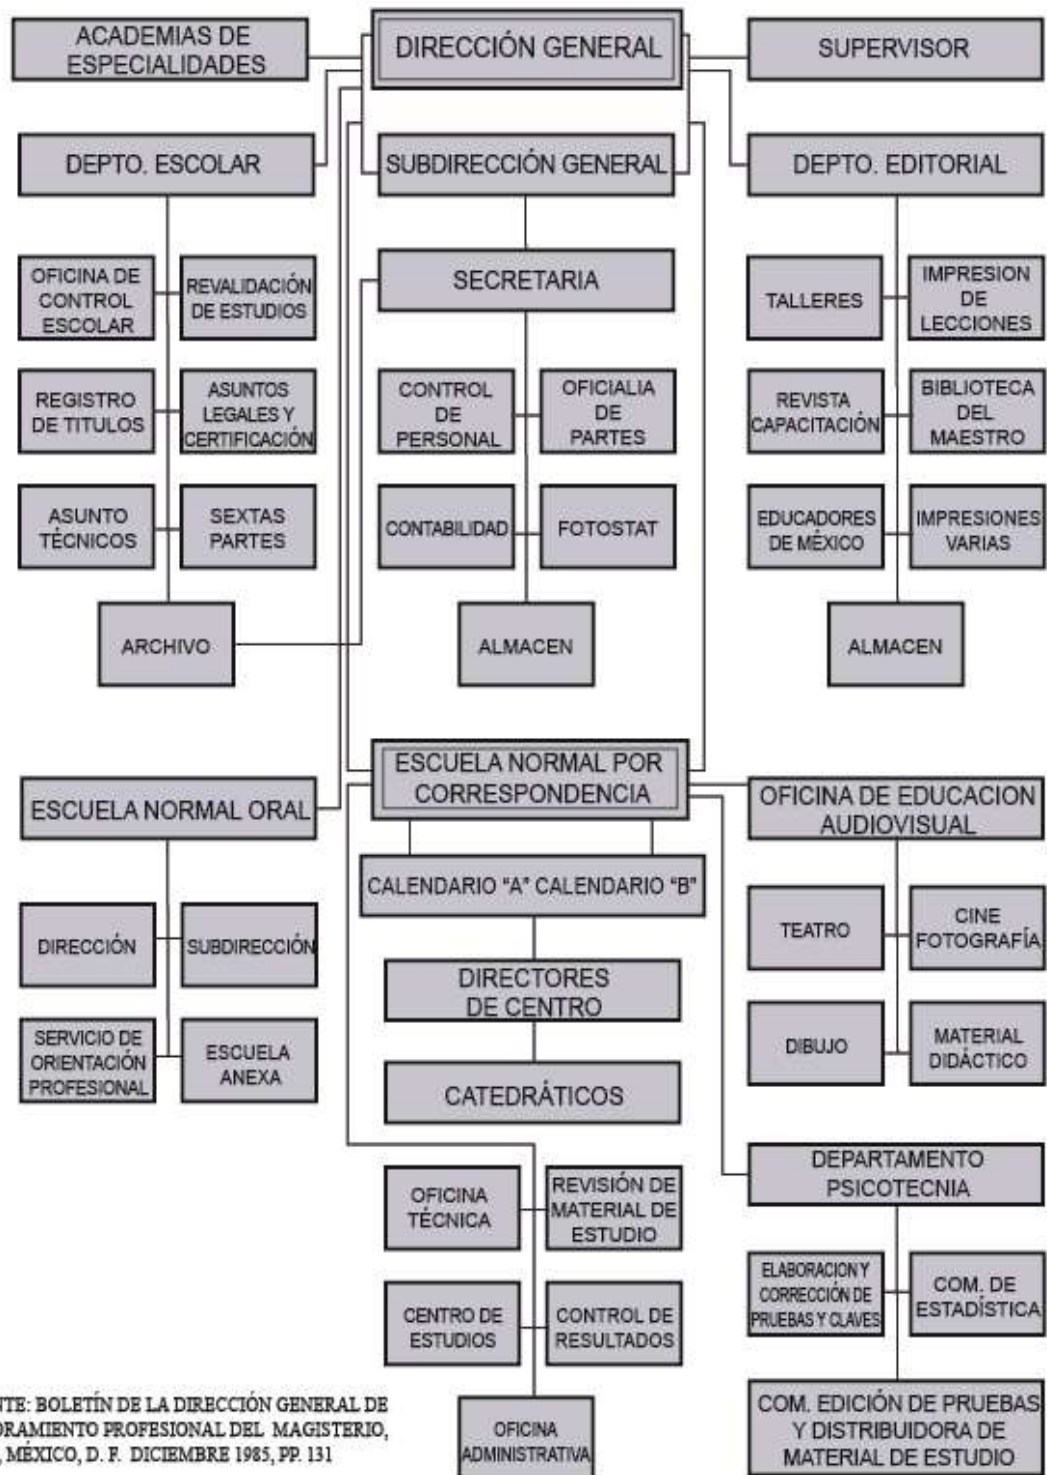 ACADEMIAS DE
ESPECIALIDADES
DIRECCIÓN GENERAL
SUPERVISOR
DEPTO. ESCOLAR
SUBDIRECCIÓN GENERAL
DEPTO. EDITORIAL
SECRETARIA
OFICINA DE
CONTROL
ESCOLAR
REVALIDACIÓN
DE ESTUDIOS
TALLERES
IMPRESION
DE
LECCIONES
REGISTRO
DE TITULOS
ASUNTOS
LEGALES Y
CERTIFICACIÓN
CONTROL
DE
PERSONAL
OFICIALIA
DE
PARTES
REVISTA
CAPACITACIÓN
BIBLIOTECA
DEL
MAESTRO
ASUNTO
TÉCNICOS
SEXTAS
PARTES
CONTABILIDAD
FOTOSTAT
EDUCADORES
DE MÉXICO
IMPRESIONES
VARIAS
ARCHIVO
ALMACEN
ALMACEN
ESCUELA NORMAL POR
CORRESPONDENCIA
ESCUELA NORMAL ORAL
OFICINA DE EDUCACION
AUDIOVISUAL
CALENDARIO "A" CALENDARIO "B"
DIRECCIÓN
SUBDIRECCIÓN
TEATRO
CINE
FOTOGRAFÍA
DIRECTORES
DE CENTRO
SERVICIO DE
ORIENTACIÓN
PROFESIONAL
ESCUELA
ANEXA
DIBUJO
MATERIAL
DIDÁCTICO
CATEDRÁTICOS
DEPARTAMENTO
PSICOTECNIA
OFICINA
TÉCNICA
REVISIÓN DE
MATERIAL DE
ESTUDIO
ELABORACION Y
CORRECCIÓN DE
PRUEBAS Y CLAVES
COM. DE
ESTADÍSTICA
CENTRO DE
ESTUDIOS
CONTROL DE
RESULTADOS
OFICINA
ADMINISTRATIVA
COM. EDICIÓN DE PRUEBAS
Y DISTRIBUIDORA DE
MATERIAL DE ESTUDIO
NTE: BOLETÍN DE LA DIRECCIÓN GENERAL DE
ORAMIENTO PROFESIONAL DEL MAGISTERIO,
, MÉXICO, D. F. DICIEMBRE 1985, PP. 131